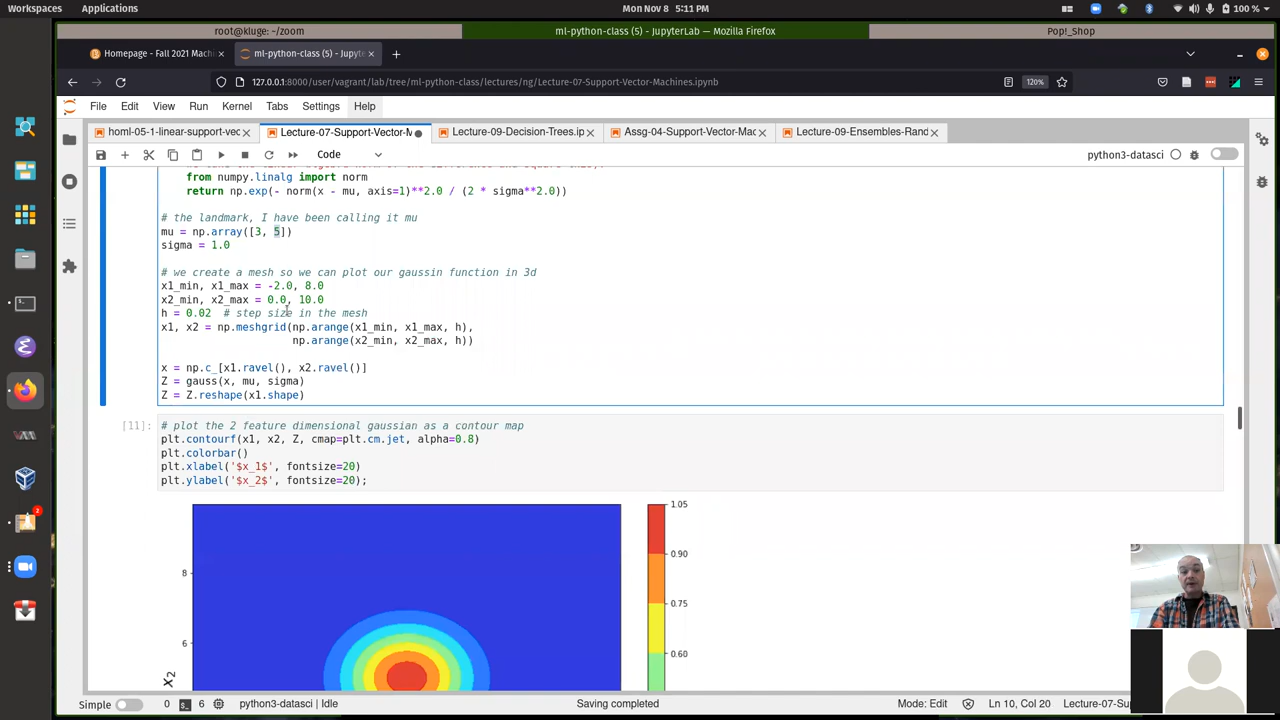 Workspaces Applications Mon Nov 8 5:11 PM 100 %
root@kluge: ~/zoom ml-python-class (5) - JupyterLab — Mozilla Firefox Pop!_Shop
Homepage - Fall 2021 Mach ml-python-class (5) - Jupyte
127.0.0.1:8000/user/vagrant/lab/tree/ml-python-class/lectures/ng/Lecture-07-Support-Vector-Machines.ipynb 120%
File Edit View Run Kernel Tabs Settings Help
homl-05-1-linear-support-vec Lecture-07-Support-Vector-M Lecture-09-Decision-Trees.ip Assg-04-Support-Vector-Mac Lecture-09-Ensembles-Rand
Code python3-datasci
from numpy.linalg import norm
return np.exp(- norm(x - mu, axis=1)**2.0 / (2 * sigma**2.0))
# the landmark, I have been calling it mu
mu = np.array([3, 5])
sigma = 1.0
# we create a mesh so we can plot our gaussin function in 3d
x1_min, x1_max = -2.0, 8.0
x2_min, x2_max = 0.0, 10.0
h = 0.02 # step size in the mesh
x1, x2 = np.meshgrid(np.arange(x1_min, x1_max, h),
np.arange(x2_min, x2_max, h))
x = np.c_[x1.ravel(), x2.ravel()]
Z = gauss(x, mu, sigma)
Z = Z.reshape(x1.shape)
[11]: # plot the 2 feature dimensional gaussian as a contour map
plt.contourf(x1, x2, Z, cmap=plt.cm.jet, alpha=0.8)
plt.colorbar()
plt.xlabel('$x_1$', fontsize=20)
plt.ylabel('$x_2$', fontsize=20);
1.05
0.90
8
0.75
6
0.60
x2
Simple 0 6 python3-datasci | Idle Saving completed Mode: Edit Ln 10, Col 20 Lecture-07-Su